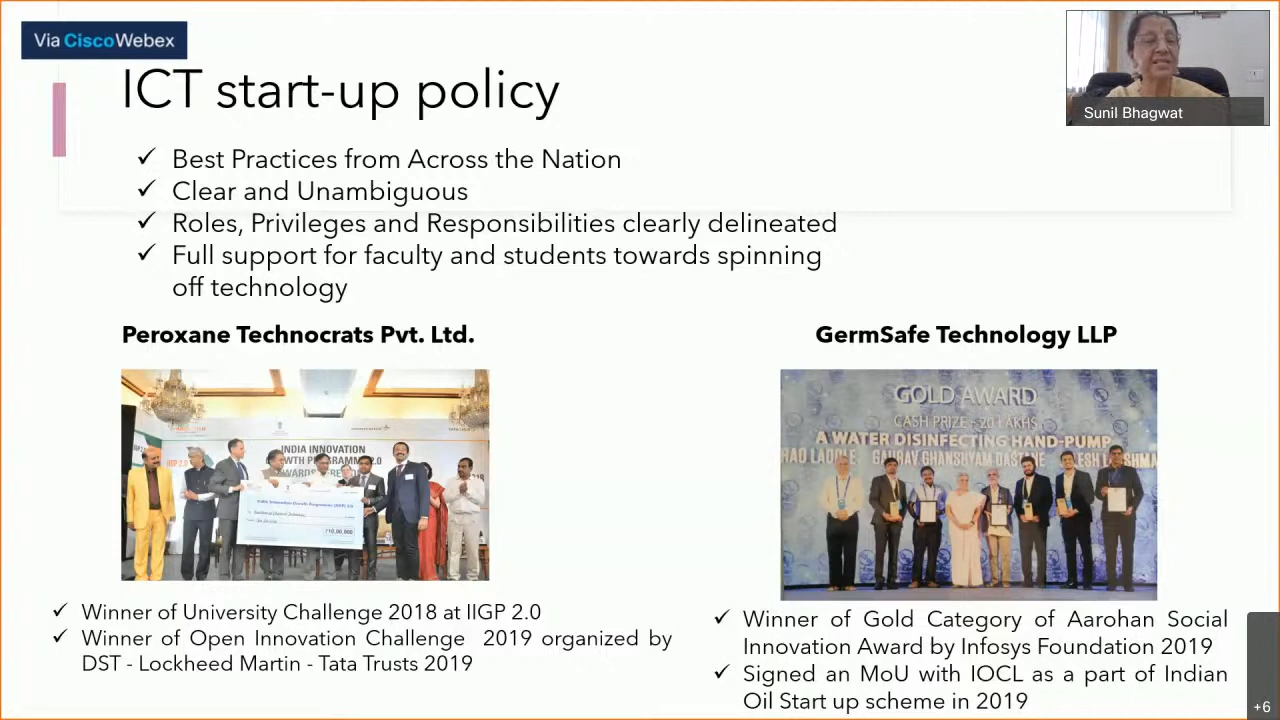 Via CiscoWebex
ICT start-up policy
Sunil Bhagwat
✓ Best Practices from Across the Nation
✓ Clear and Unambiguous
✓ Roles, Privileges and Responsibilities clearly delineated
✓ Full support for faculty and students towards spinning
off technology
Peroxane Technocrats Pvt. Ltd.
INDIA INNOVATION
✓ Winner of University Challenge 2018 at IIGP 2.0
✓ Winner of Open Innovation Challenge 2019 organized by
DST - Lockheed Martin - Tata Trusts 2019
GermSafe Technology LLP
GOLD AWARD
CASH PRIZE - 20 LAKHS
A WATER DISINFECTING HAND-PUMP
GAURAV GHANSHYAM DASTANE
✓ Winner of Gold Category of Aarohan Social
Innovation Award by Infosys Foundation 2019
✓ Signed an MoU with IOCL as a part of Indian
Oil Start up scheme in 2019
+6